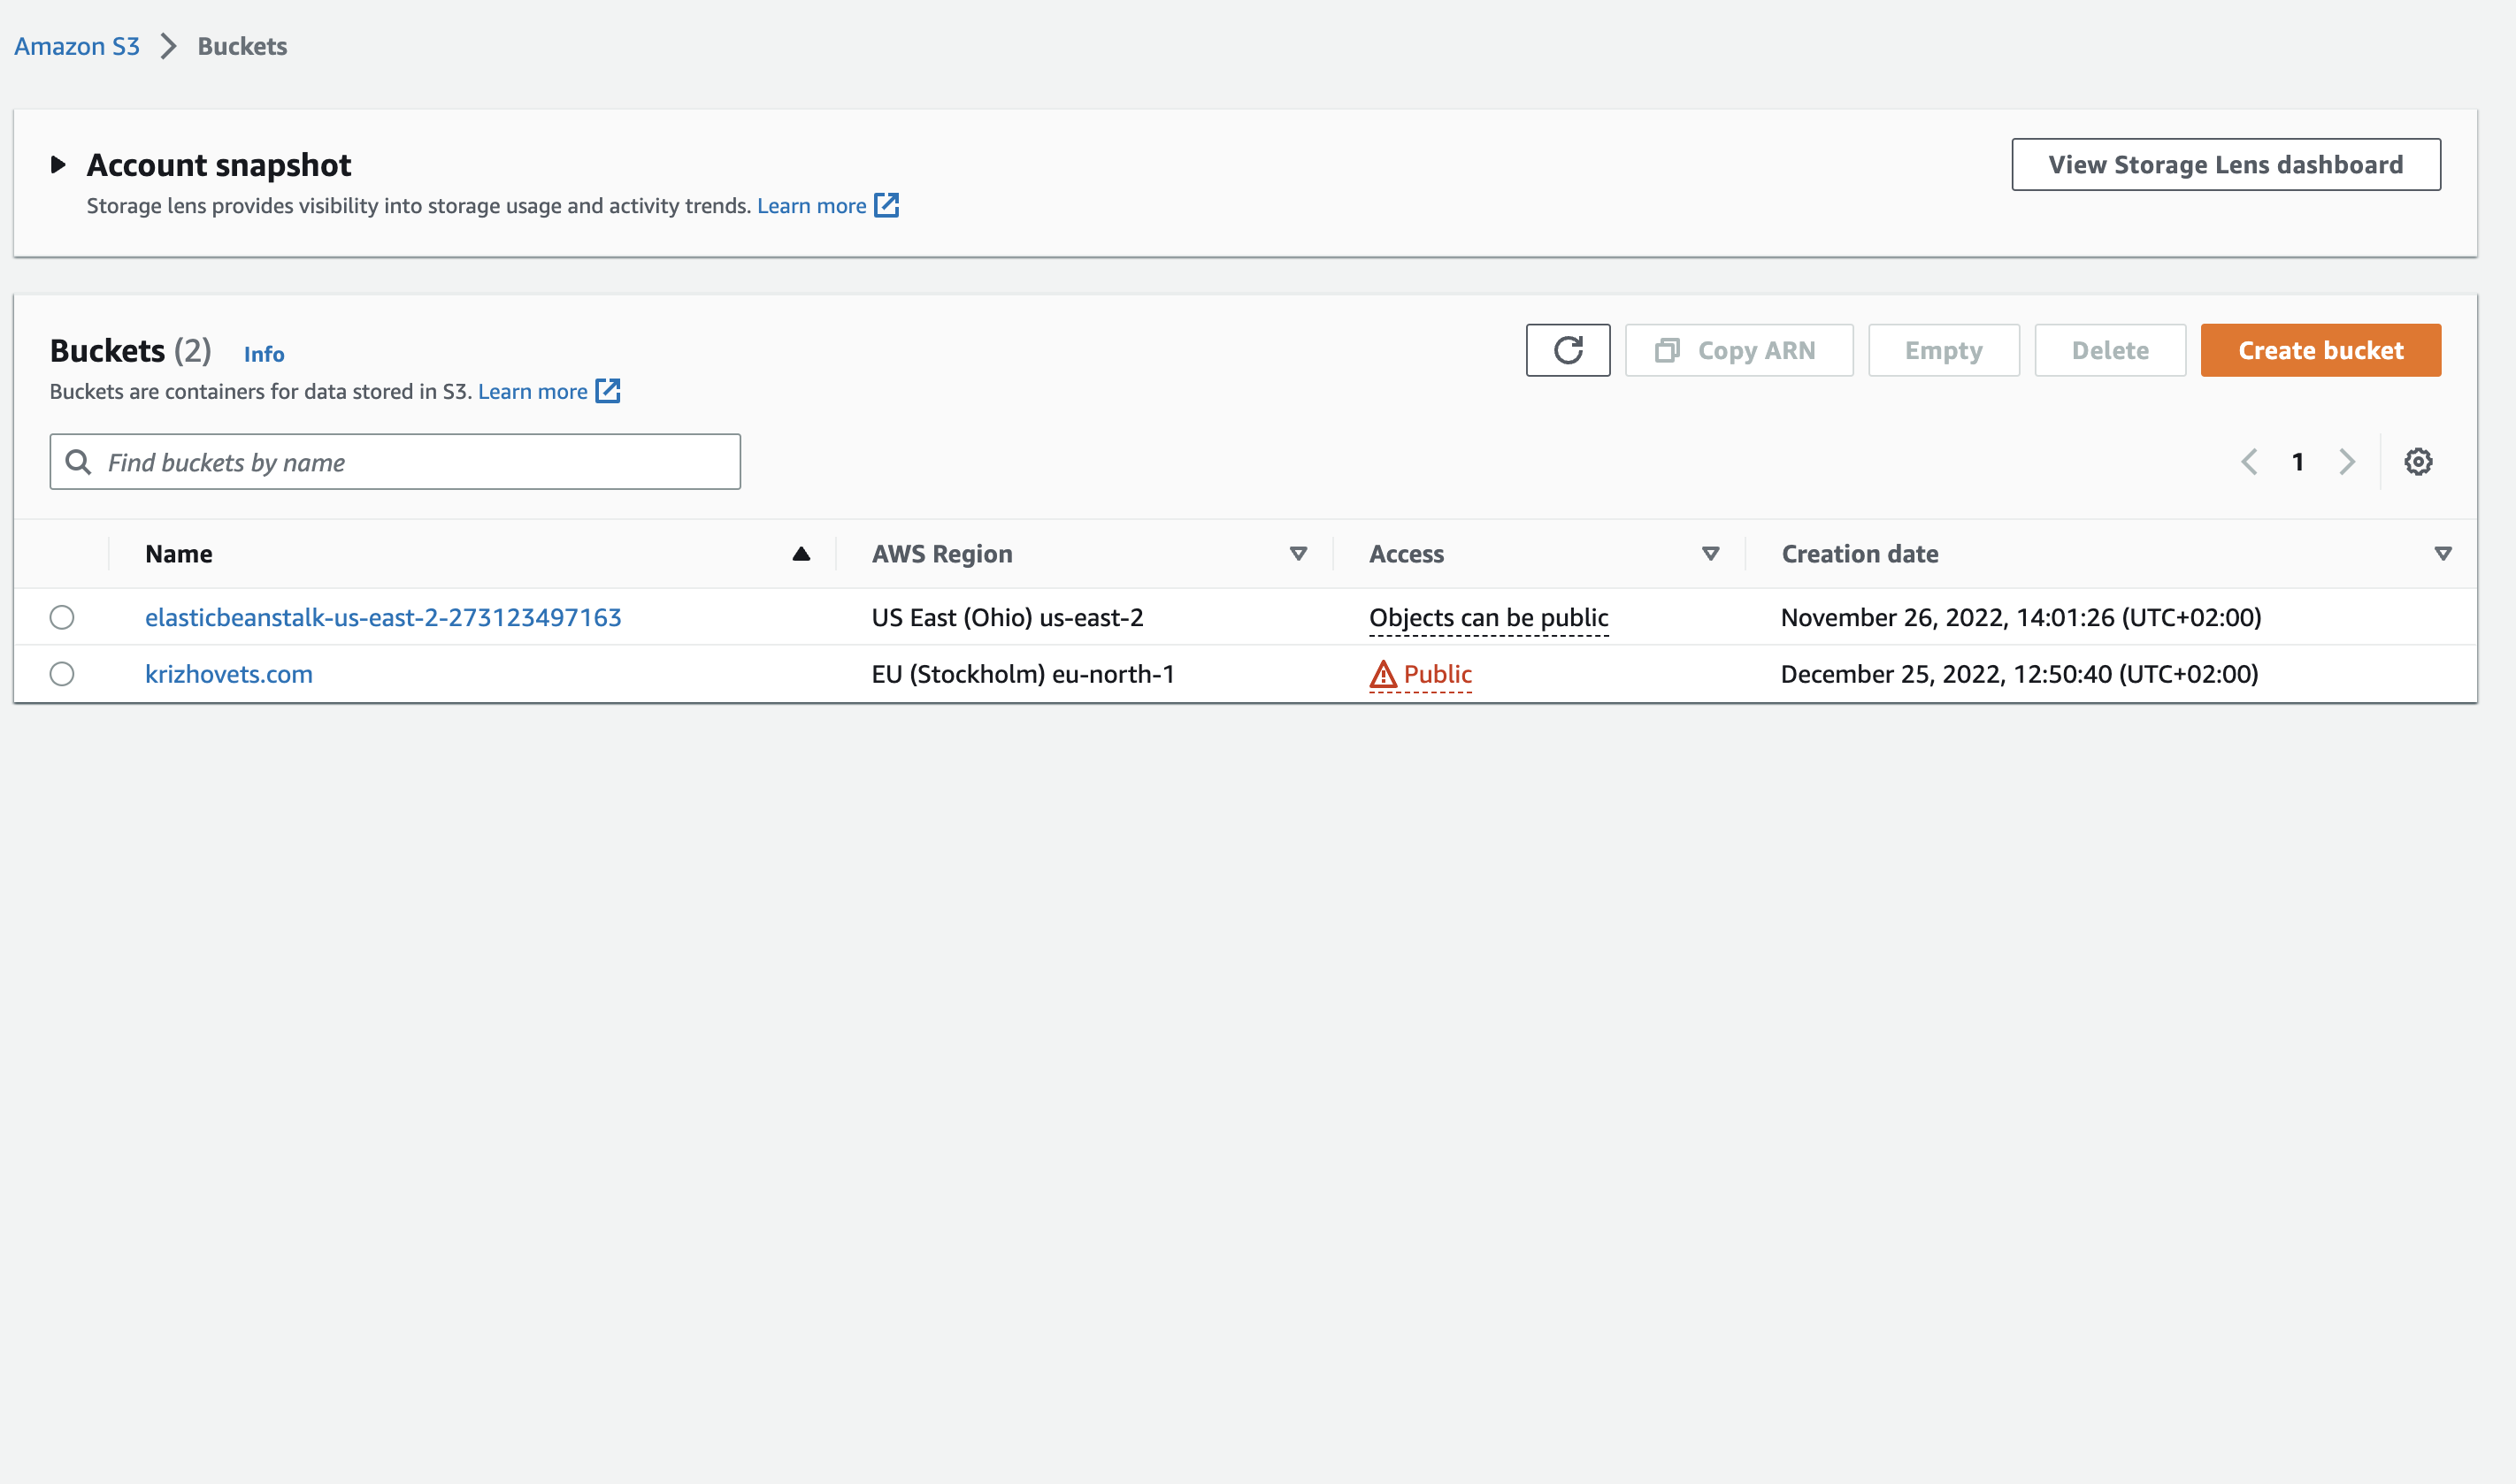 Amazon S3 Buckets
Account snapshot
View Storage Lens dashboard
Storage lens provides visibility into storage usage and activity trends. Learn more
Buckets (2) Info
Copy ARN Empty Delete Create bucket
Buckets are containers for data stored in S3. Learn more
Find buckets by name
1
Name AWS Region Access Creation date
elasticbeanstalk-us-east-2-273123497163 US East (Ohio) us-east-2 Objects can be public November 26, 2022, 14:01:26 (UTC+02:00)
krizhovets.com EU (Stockholm) eu-north-1 Public December 25, 2022, 12:50:40 (UTC+02:00)